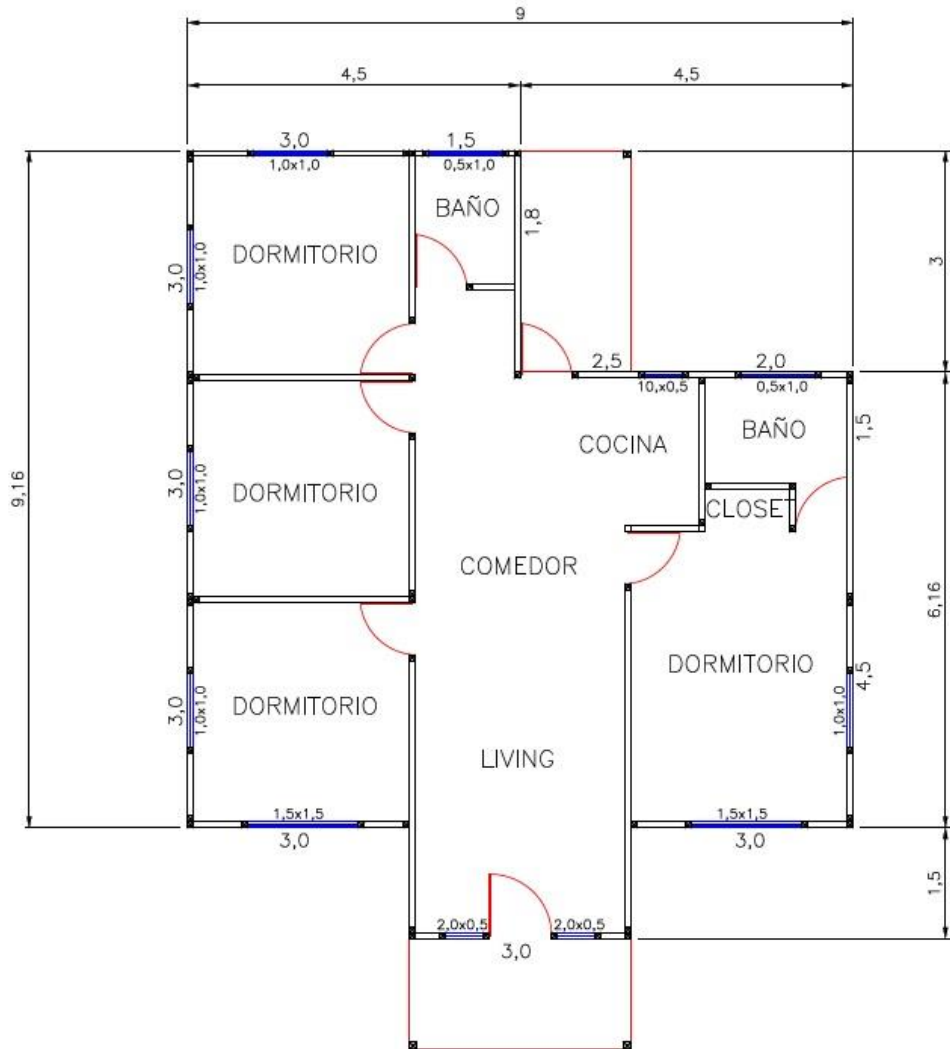 9
4,5
4,5
3,0
1,0x1,0
1,5
0,5x1,0
BAÑO
1,8
3
DORMITORIO
3,0
1,0x1,0
2,5
10,x0,5
2,0
0,5x1,0
1,5
COCINA
BAÑO
9,16
DORMITORIO
3,0
1,0x1,0
CLOSET
COMEDOR
6,16
DORMITORIO
4,5
1,0x1,0
DORMITORIO
3,0
1,0x1,0
LIVING
1,5x1,5
3,0
1,5x1,5
3,0
1,5
2,0x0,5
2,0x0,5
3,0